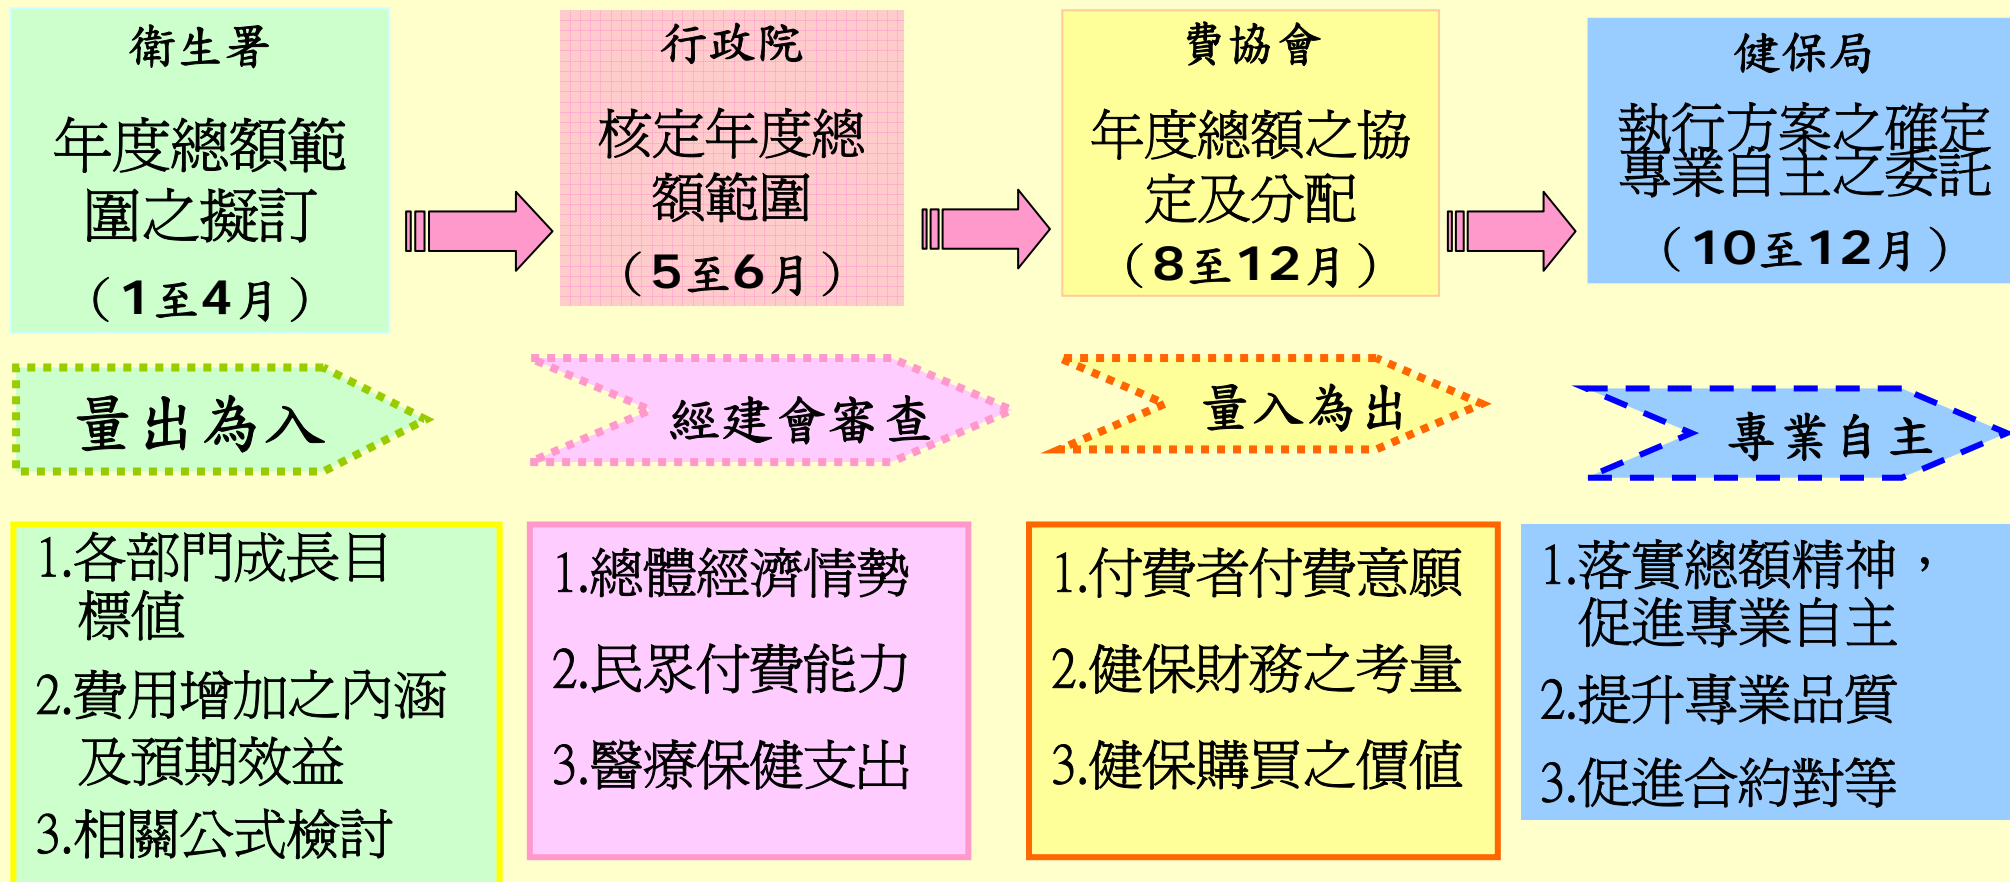 衛生署
年度總額範
圍之擬訂
（1至4月）
行政院
核定年度總
額範圍
（5至6月）
費協會
年度總額之協
定及分配
（8至12月）
健保局
執行方案之確定
專業自主之委託
（10至12月）
量出為入
經建會審查
量入為出
專業自主
1.各部門成長目
標值
2.費用增加之內涵
及預期效益
3.相關公式檢討
1.總體經濟情勢
2.民眾付費能力
3.醫療保健支出
1.付費者付費意願
2.健保財務之考量
3.健保購買之價值
1.落實總額精神，
促進專業自主
2.提升專業品質
3.促進合約對等